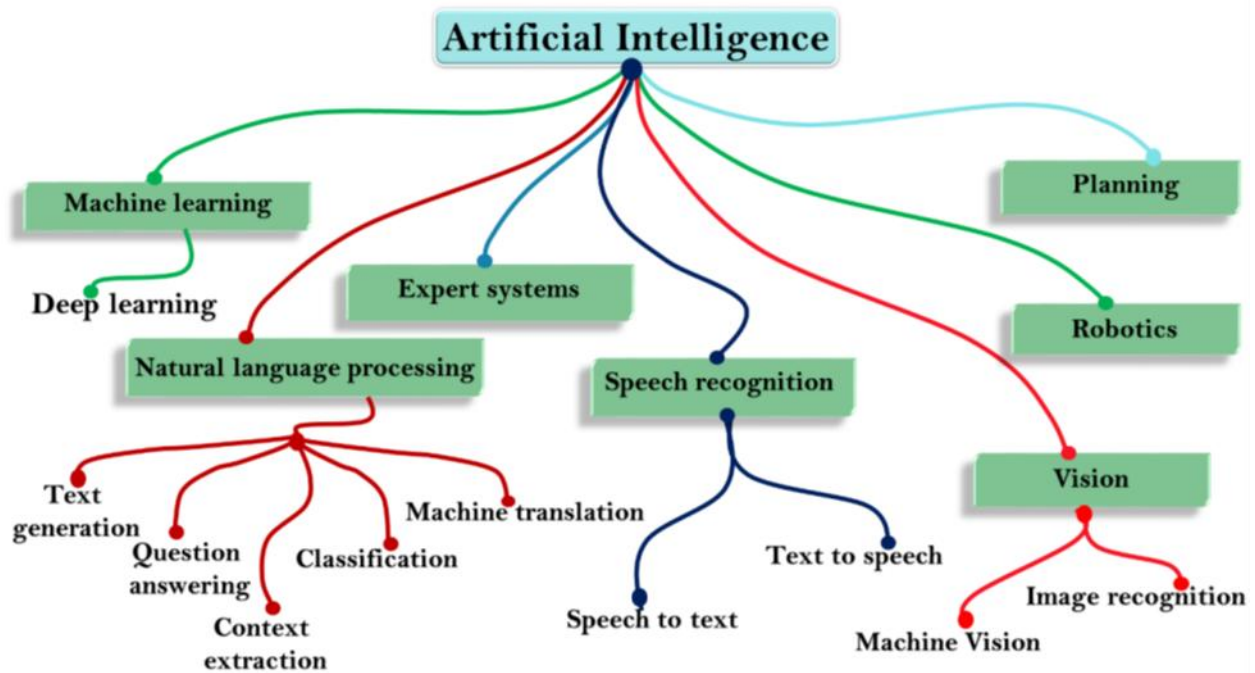 Artificial Intelligence
Machine learning
Deep learning
Natural language processing
Text
generation
Question
answering
Context
extraction
Classification
Machine translation
Expert systems
Speech recognition
Speech to text
Text to speech
Vision
Machine Vision
Image recognition
Robotics
Planning